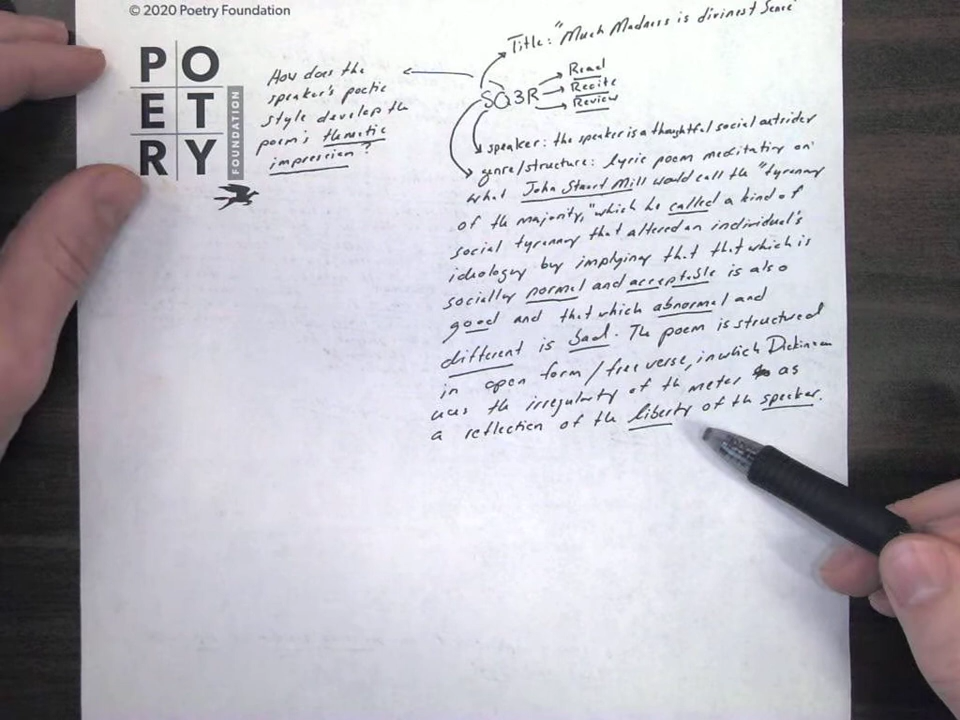 © 2020 Poetry Foundation
PO
ET
RY
FOUNDATION
How does the
speaker's poetic
style develop the
poem's thematic
impression?
Title: "Much Madness is divinest Sense"
SQ3R
Read
Recite
Review
speaker: the speaker is a thoughtful social outsider
genre/structure: lyric poem meditating on
what John Stuart Mill would call the "tyranny
of the majority," which he called a kind of
social tyranny that altered an individual's
ideology by implying that that which is
socially normal and acceptable is also
good and that which abnormal and
different is bad. The poem is structured
in open form/free verse, in which Dickinson
uses the irregularity of the meter as
a reflection of the liberty of the speaker.